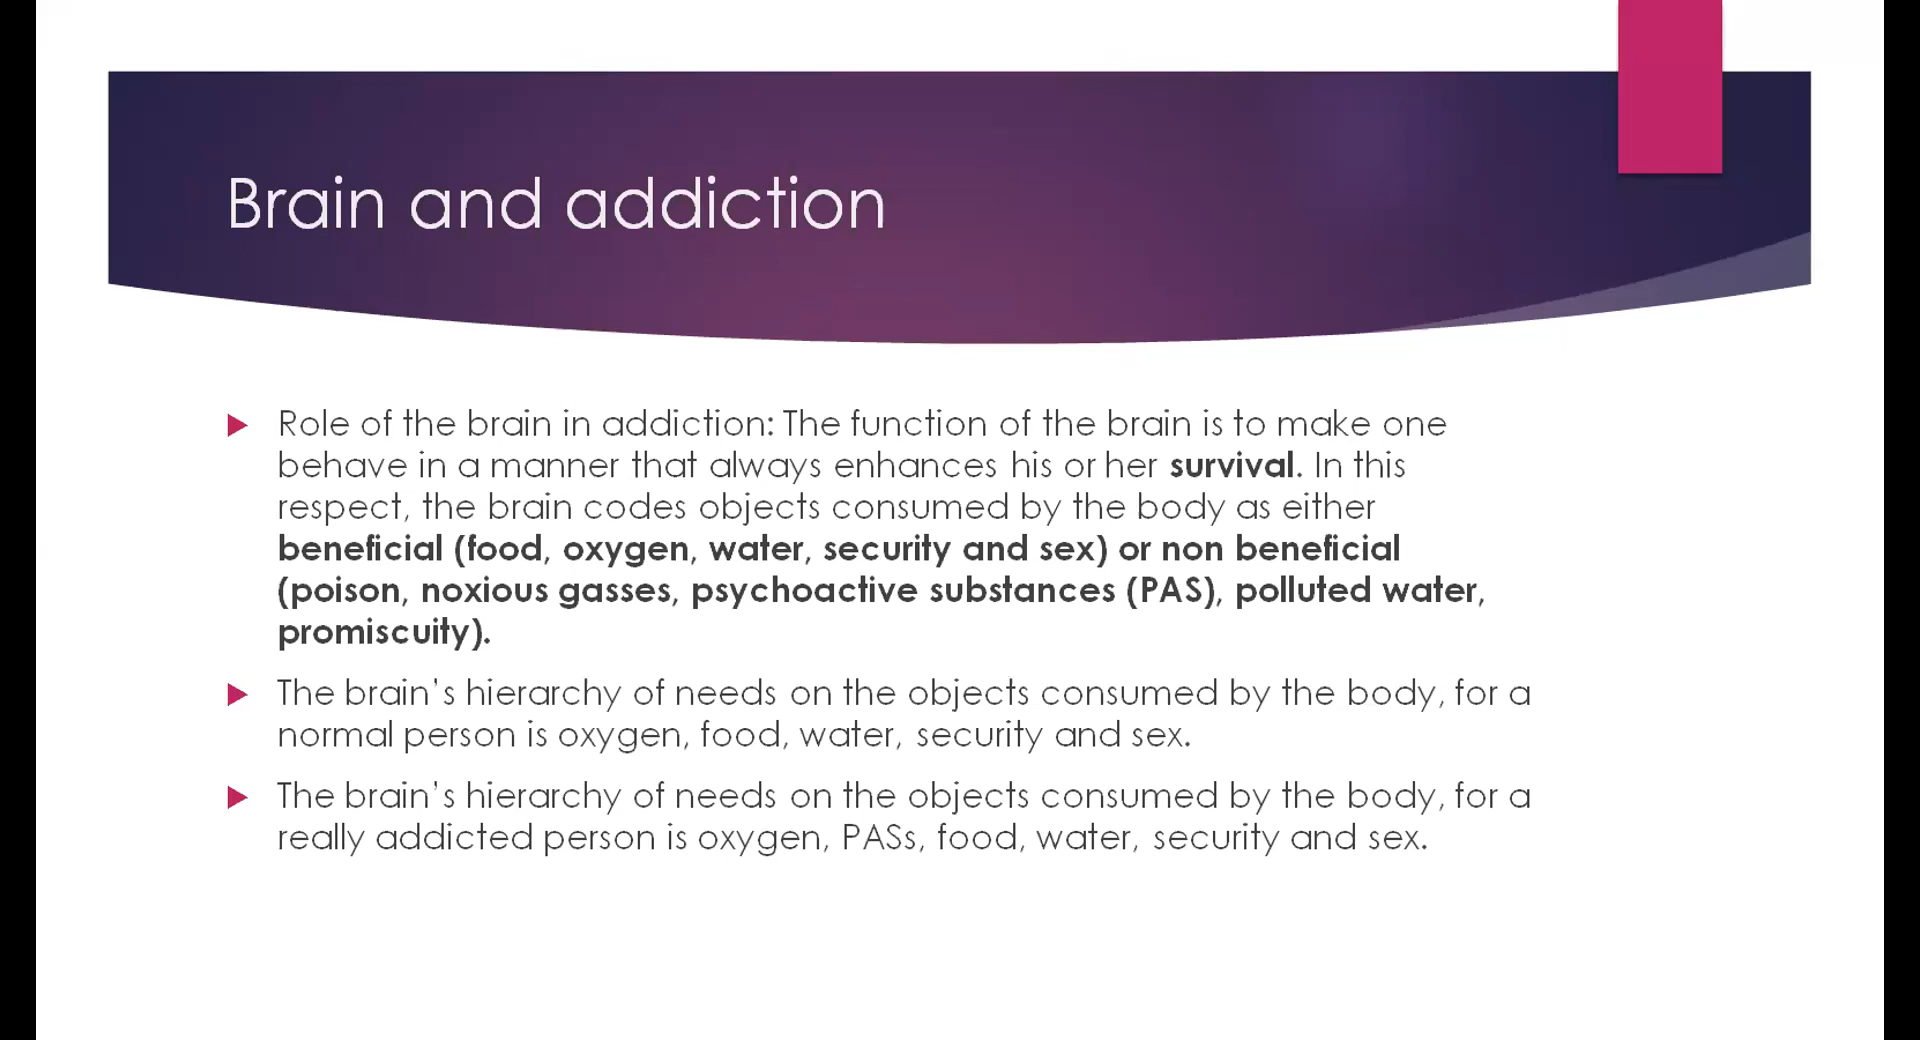 Brain and addiction
Role of the brain in addiction: The function of the brain is to make one
behave in a manner that always enhances his or her survival. In this
respect, the brain codes objects consumed by the body as either
beneficial (food, oxygen, water, security and sex) or non beneficial
(poison, noxious gasses, psychoactive substances (PAS), polluted water,
promiscuity).
The brain's hierarchy of needs on the objects consumed by the body, for a
normal person is oxygen, food, water, security and sex.
The brain's hierarchy of needs on the objects consumed by the body, for a
really addicted person is oxygen, PASs, food, water, security and sex.